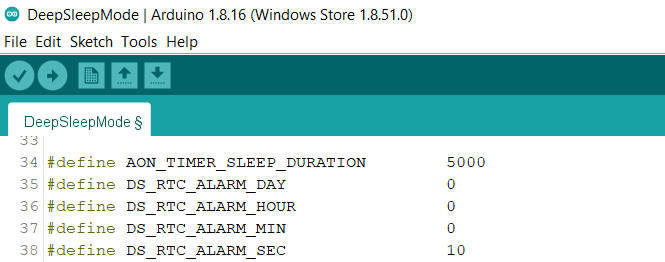 DeepSleepMode | Arduino 1.8.16 (Windows Store 1.8.51.0)
File Edit Sketch Tools Help
DeepSleepMode §
33
34 #define AON_TIMER_SLEEP_DURATION 5000
35 #define DS_RTC_ALARM_DAY 0
36 #define DS_RTC_ALARM_HOUR 0
37 #define DS_RTC_ALARM_MIN 0
38 #define DS_RTC_ALARM_SEC 10